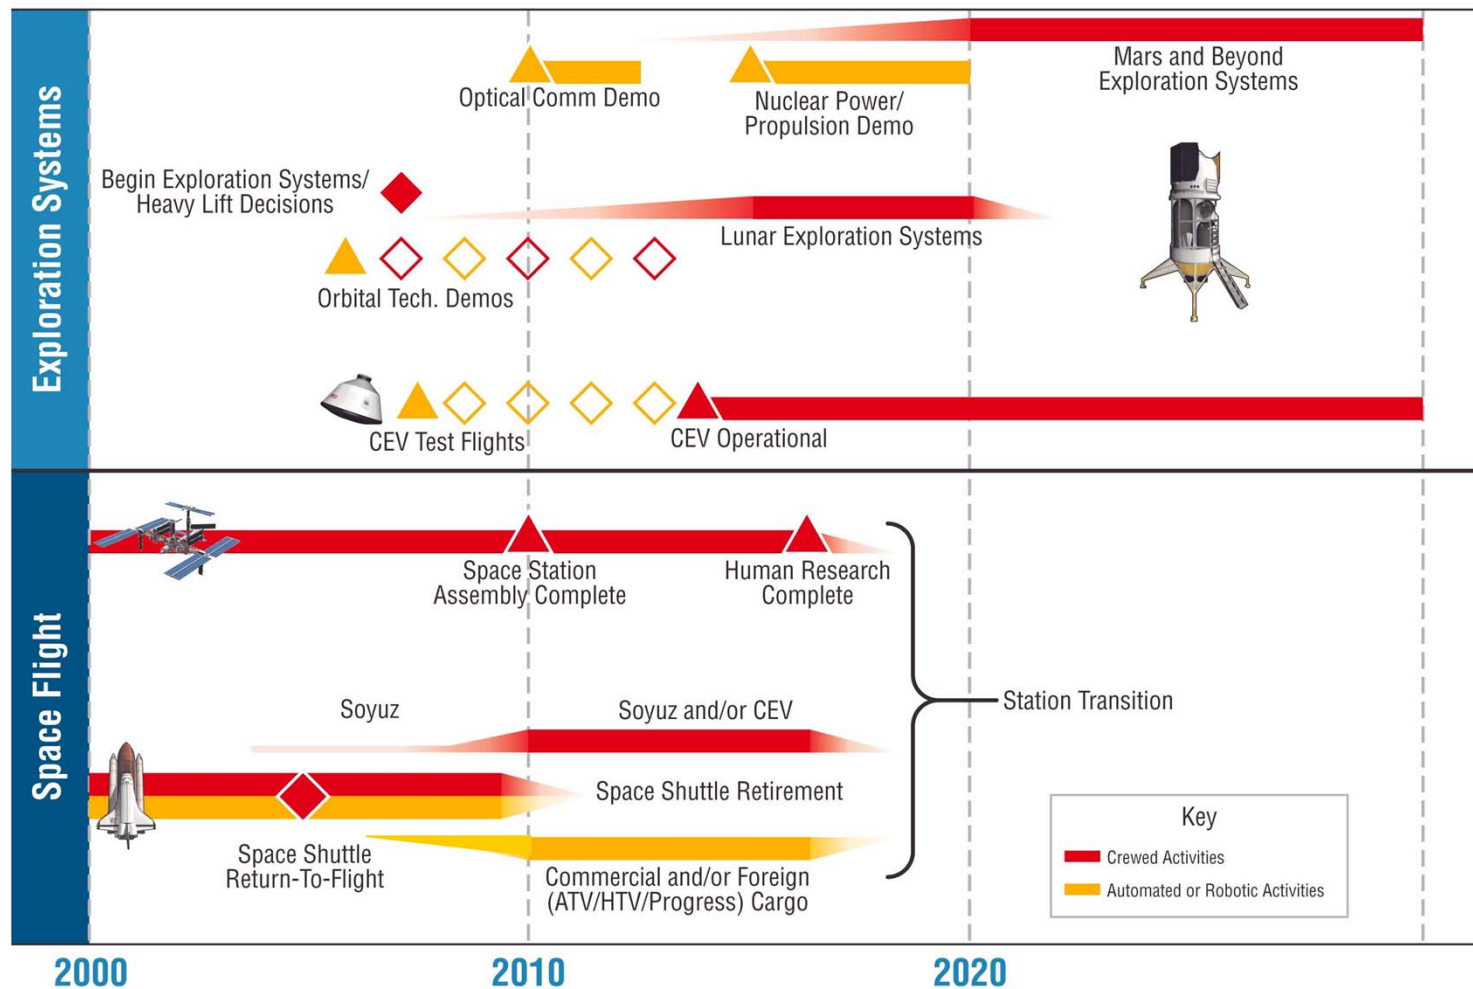 Exploration Systems
Mars and Beyond
Exploration Systems
Optical Comm Demo
Nuclear Power/
Propulsion Demo
Begin Exploration Systems/
Heavy Lift Decisions
Lunar Exploration Systems
Orbital Tech. Demos
CEV Test Flights
CEV Operational
Space Flight
Space Station
Assembly Complete
Human Research
Complete
Station Transition
Soyuz
Soyuz and/or CEV
Space Shuttle Retirement
Space Shuttle
Return-To-Flight
Commercial and/or Foreign
(ATV/HTV/Progress) Cargo
Key
Crewed Activities
Automated or Robotic Activities
2000
2010
2020